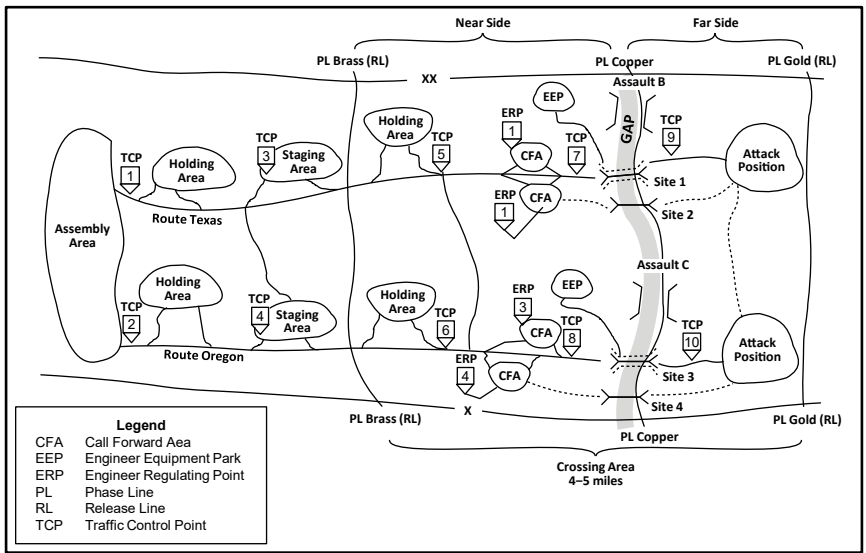 Near Side
Far Side
PL Brass (RL)
PL Copper
PL Gold (RL)
XX
Assault B
EEP
GAP
ERP
1
CFA
TCP
7
TCP
9
Holding
Area
TCP
5
TCP
3
Staging
Area
TCP
1
Holding
Area
Attack
Position
Site 1
ERP
1
CFA
Site 2
Route Texas
Assembly
Area
Assault C
EEP
Holding
Area
TCP
2
TCP
4
Staging
Area
Holding
Area
TCP
6
ERP
3
CFA
TCP
8
TCP
10
Attack
Position
Route Oregon
ERP
4
CFA
Site 3
Site 4
PL Brass (RL)
X
PL Copper
PL Gold (RL)
Crossing Area
4–5 miles
Legend
CFA Call Forward Aea
EEP Engineer Equipment Park
ERP Engineer Regulating Point
PL Phase Line
RL Release Line
TCP Traffic Control Point